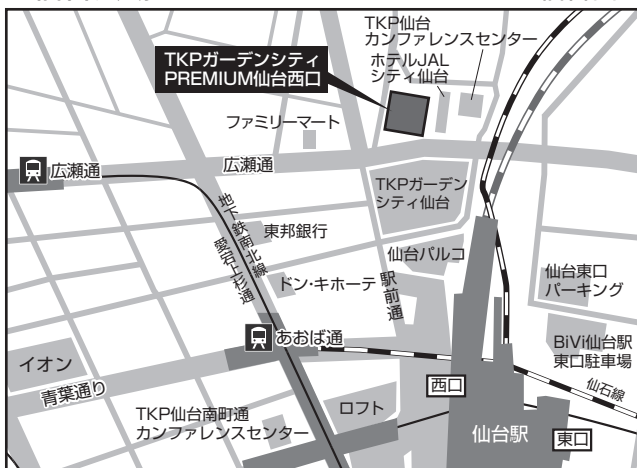 TKP仙台
カンファレンスセンター
ホテルJAL
シティ仙台
TKPガーデンシティ
PREMIUM仙台西口
ファミリーマート
広瀬通
広瀬通
TKPガーデン
シティ仙台
地下鉄南北線
愛宕上杉通
東邦銀行
仙台パルコ
ドン・キホーテ
駅前通
仙台東口
パーキング
あおば通
BiVi仙台駅
東口駐車場
イオン
青葉通り
仙石線
西口
ロフト
TKP仙台南町通
カンファレンスセンター
仙台駅
東口